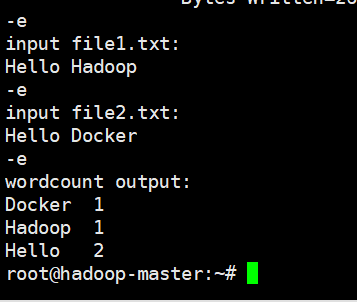 Bytes Written=26
-e
input file1.txt:
Hello Hadoop
-e
input file2.txt:
Hello Docker
-e
wordcount output:
Docker  1
Hadoop  1
Hello   2
root@hadoop-master:~#